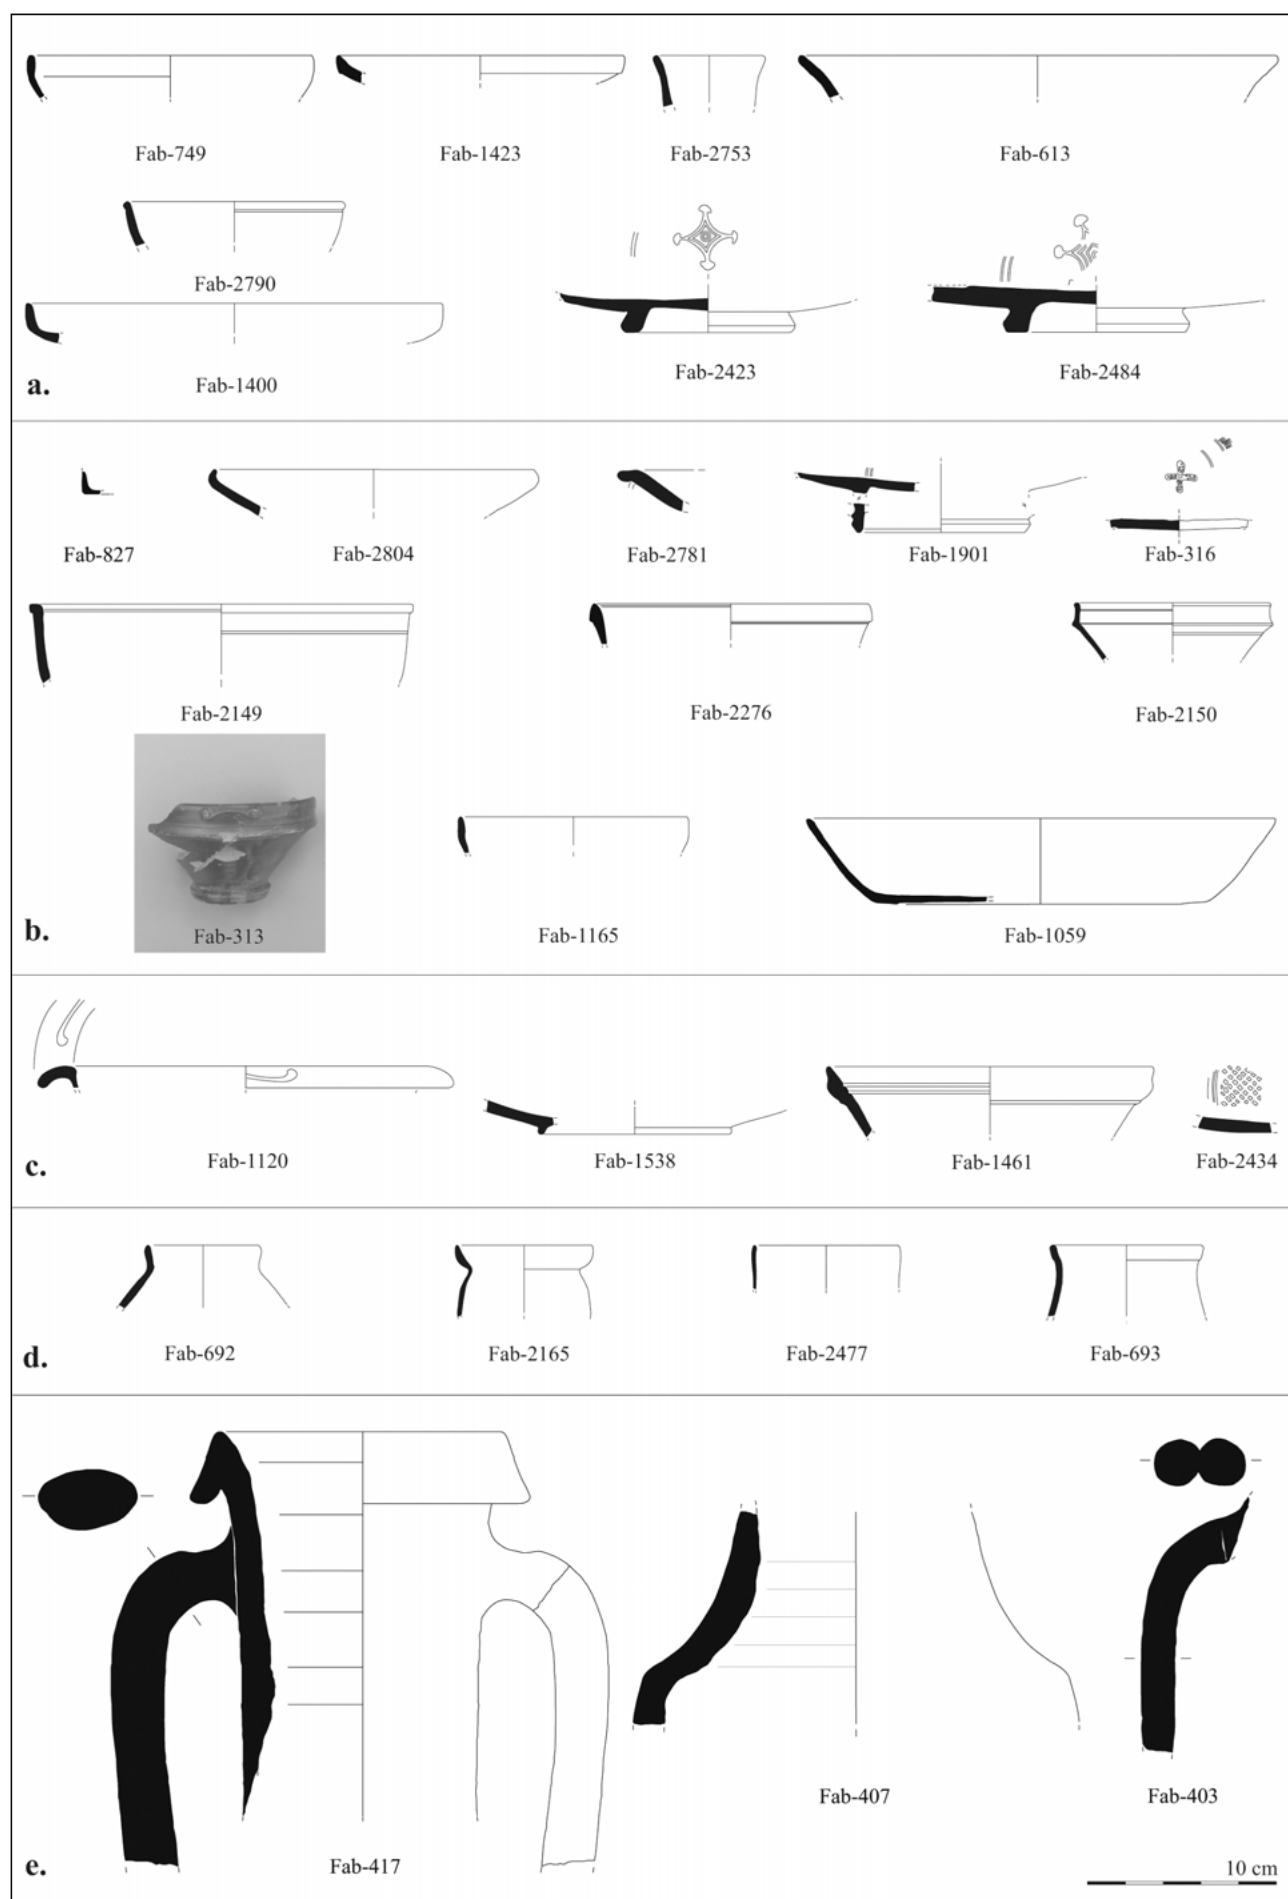 Fab-749 Fab-1423 Fab-2753 Fab-613
Fab-2790
Fab-1400 Fab-2423 Fab-2484
a.
Fab-827 Fab-2804 Fab-2781 Fab-1901 Fab-316
Fab-2149 Fab-2276 Fab-2150
Fab-313 Fab-1165 Fab-1059
b.
Fab-1120 Fab-1538 Fab-1461 Fab-2434
c.
Fab-692 Fab-2165 Fab-2477 Fab-693
d.
Fab-407 Fab-403
e. Fab-417 10 cm